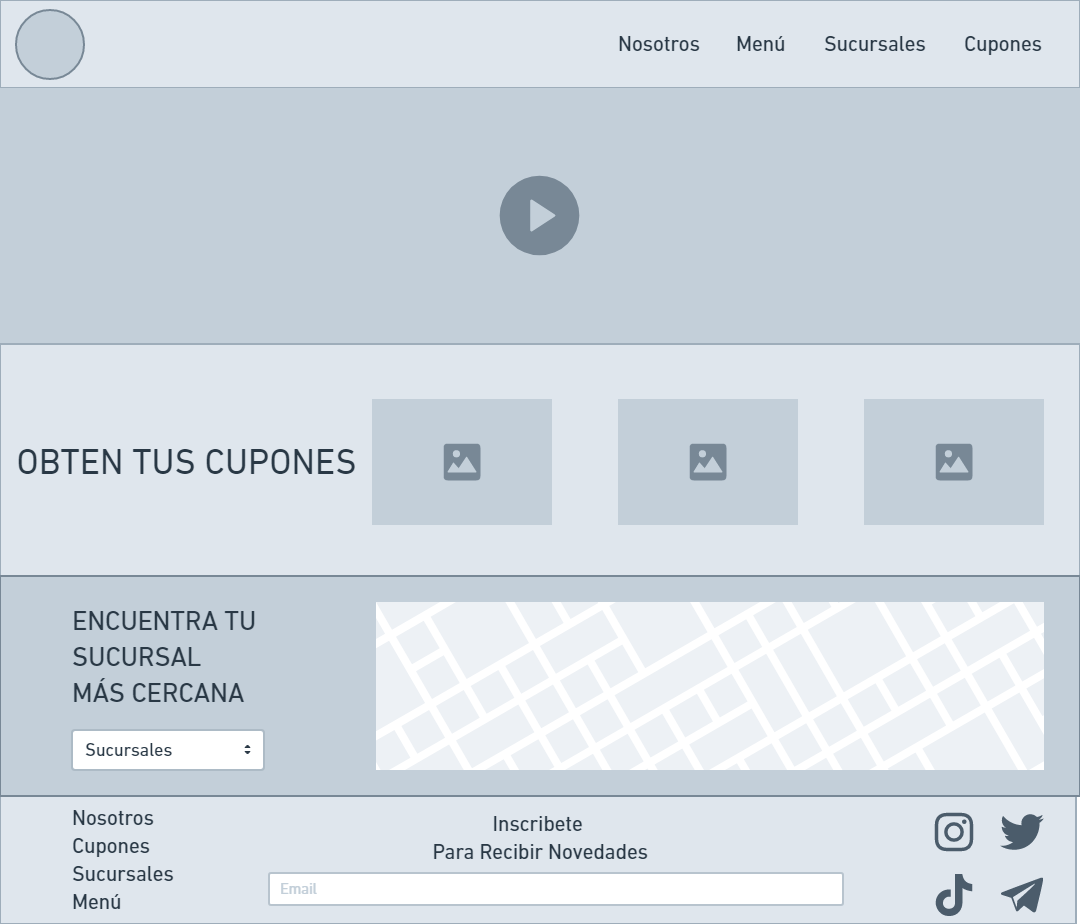 Nosotros Menú Sucursales Cupones
OBTEN TUS CUPONES
ENCUENTRA TU
SUCURSAL
MÁS CERCANA
Sucursales
Nosotros
Cupones
Sucursales
Menú
Inscribete
Para Recibir Novedades
Email